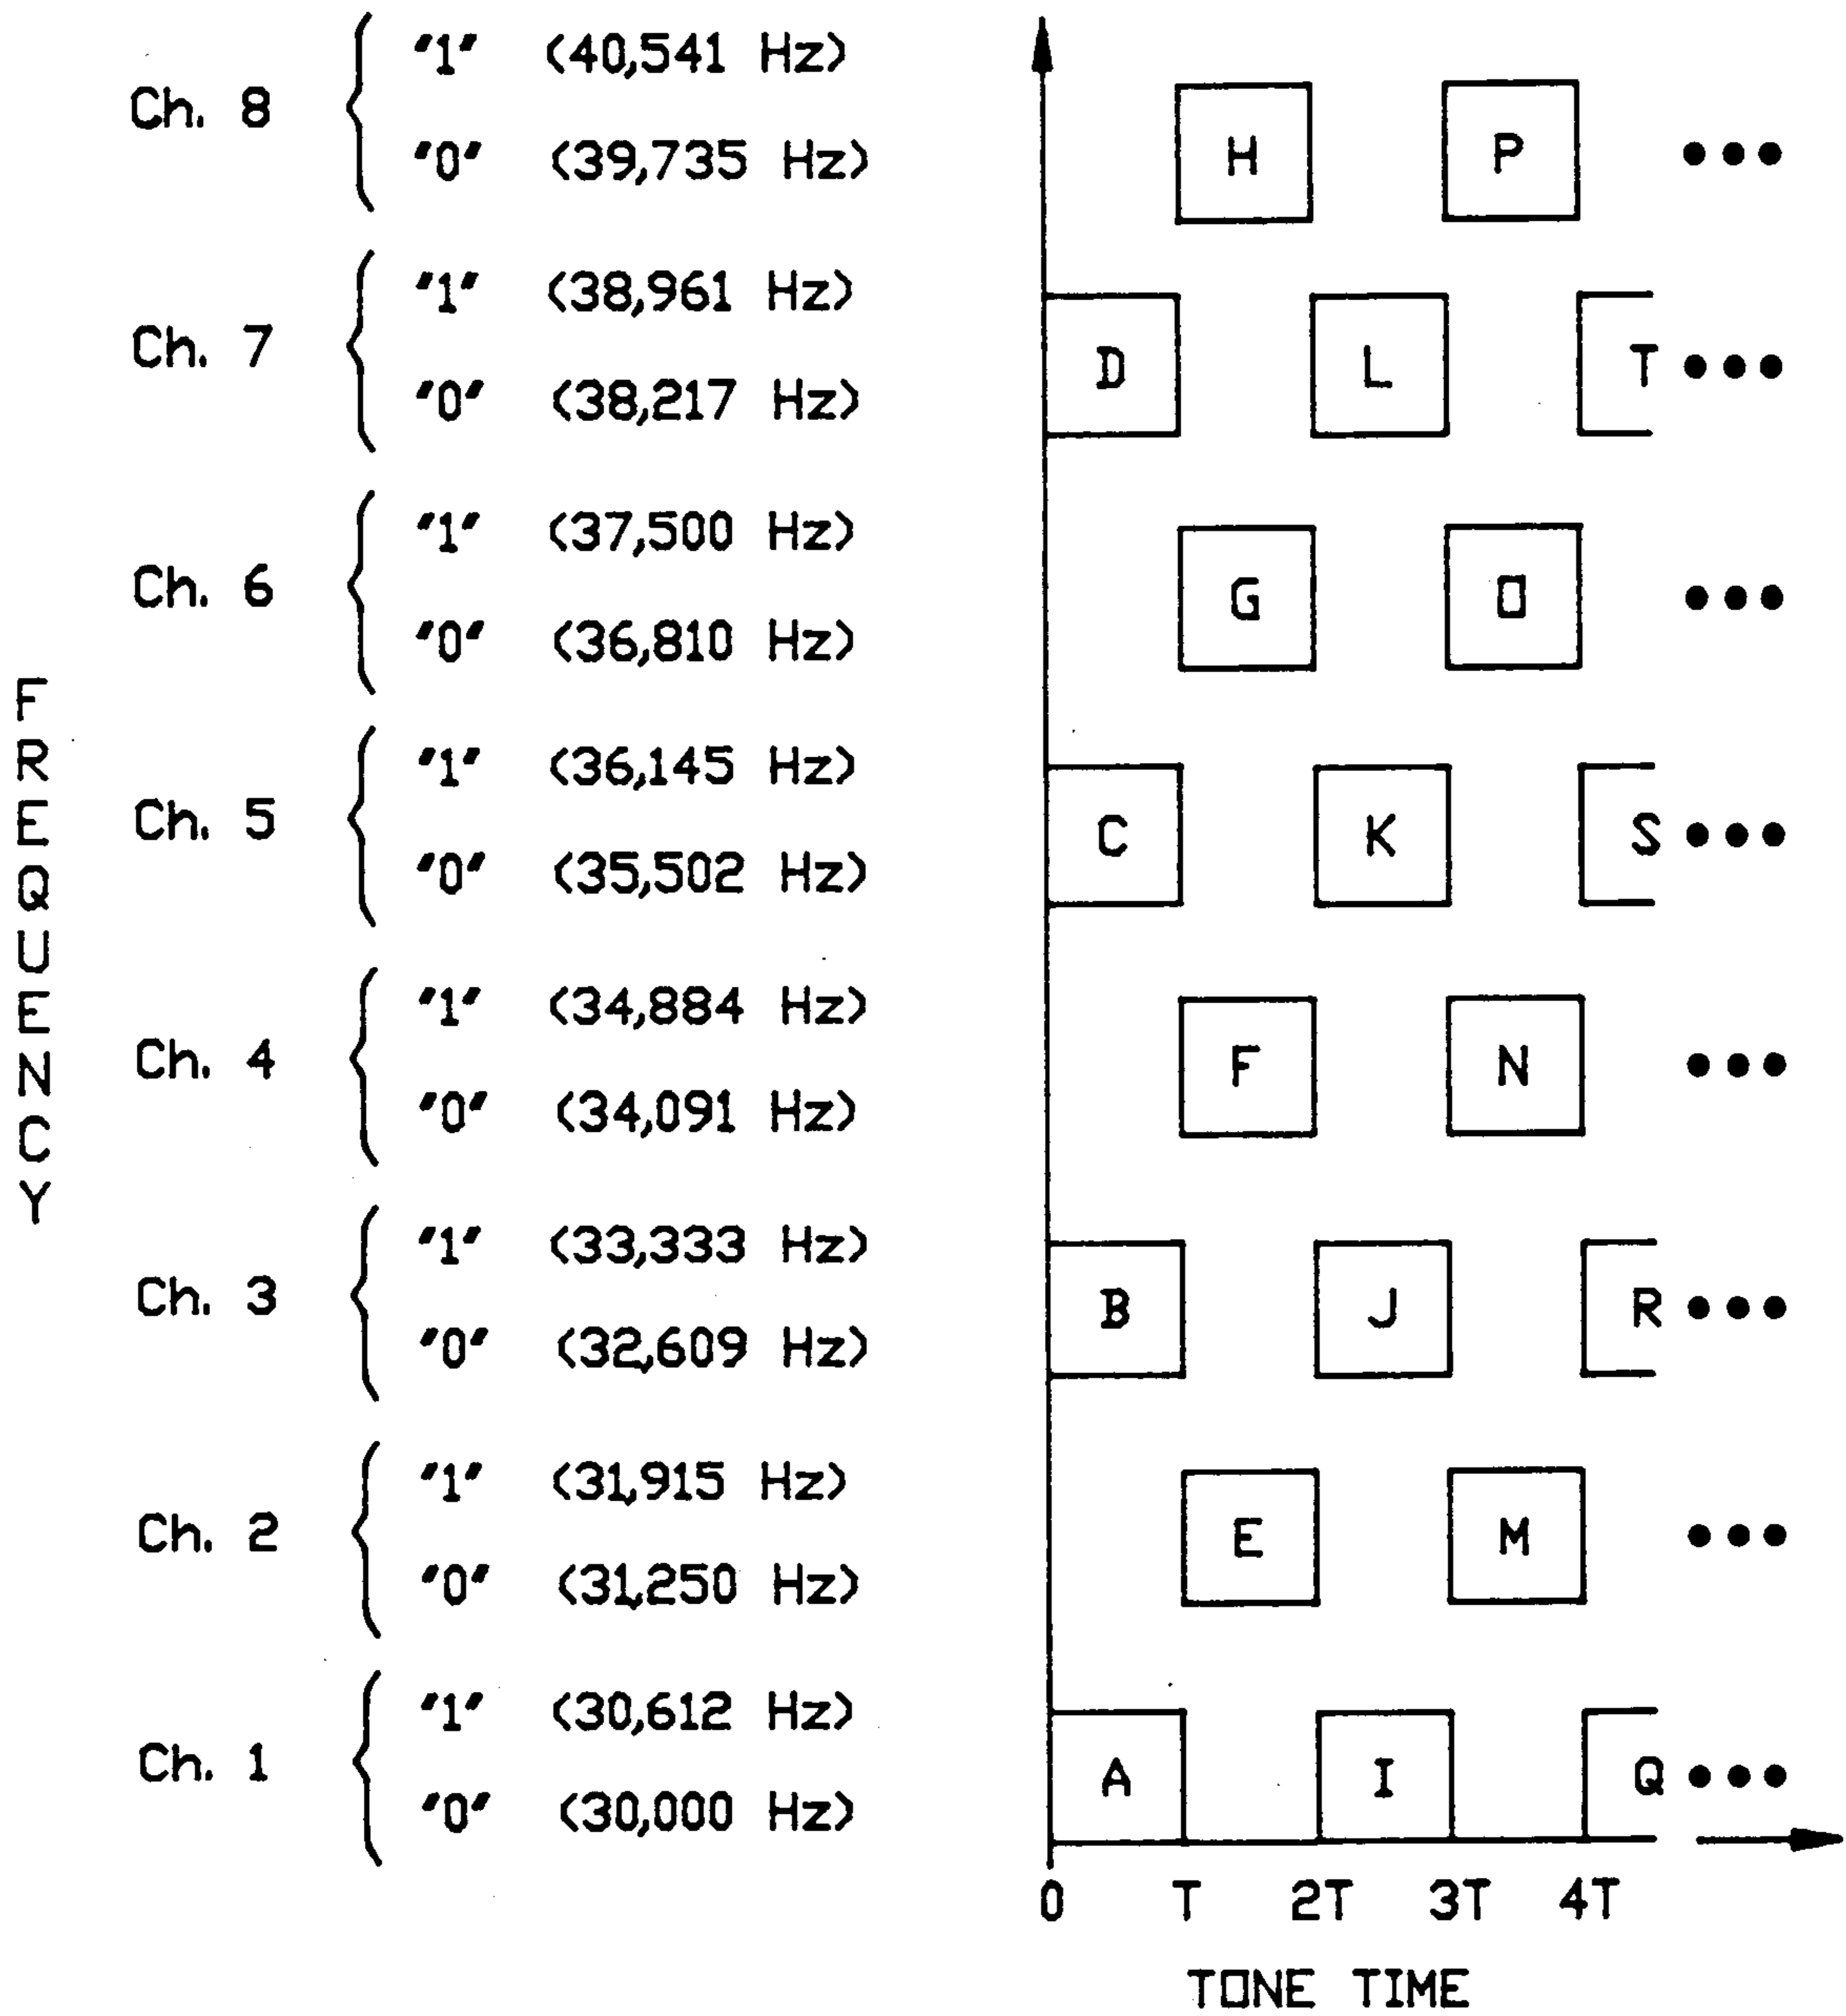 "1" (40,541 Hz)
Ch. 8
"0" (39,735 Hz)
H P
"1" (38,961 Hz)
Ch. 7
"0" (38,217 Hz)
D L T
"1" (37,500 Hz)
Ch. 6
"0" (36,810 Hz)
G O
"1" (36,145 Hz)
Ch. 5
"0" (35,502 Hz)
C K S
"1" (34,884 Hz)
Ch. 4
"0" (34,091 Hz)
F N
"1" (33,333 Hz)
Ch. 3
"0" (32,609 Hz)
B J R
"1" (31,915 Hz)
Ch. 2
"0" (31,250 Hz)
E M
"1" (30,612 Hz)
Ch. 1
"0" (30,000 Hz)
A I Q
FREQUENCY
0 T 2T 3T 4T
TONE TIME